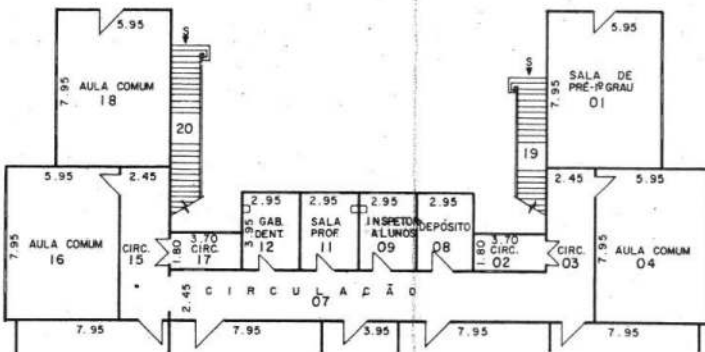 5.95
AULA COMUM
18
7.95
S
20
S
19
5.95
SALA DE
PRÉ-1º GRAU
01
7.95
5.95
AULA COMUM
16
7.95
2.45
CIRC.
15
1.80
3.70
CIRC.
17
3.95
2.95
GAB.
DENT.
12
2.95
SALA
PROF.
11
2.95
INSPETOR
ALUNOS
09
2.95
DEPÓSITO
08
1.80
3.70
CIRC.
02
2.45
CIRC.
03
7.95
5.95
AULA COMUM
04
2.45
CIRCULAÇÃO
07
7.95
7.95
3.95
7.95
7.95